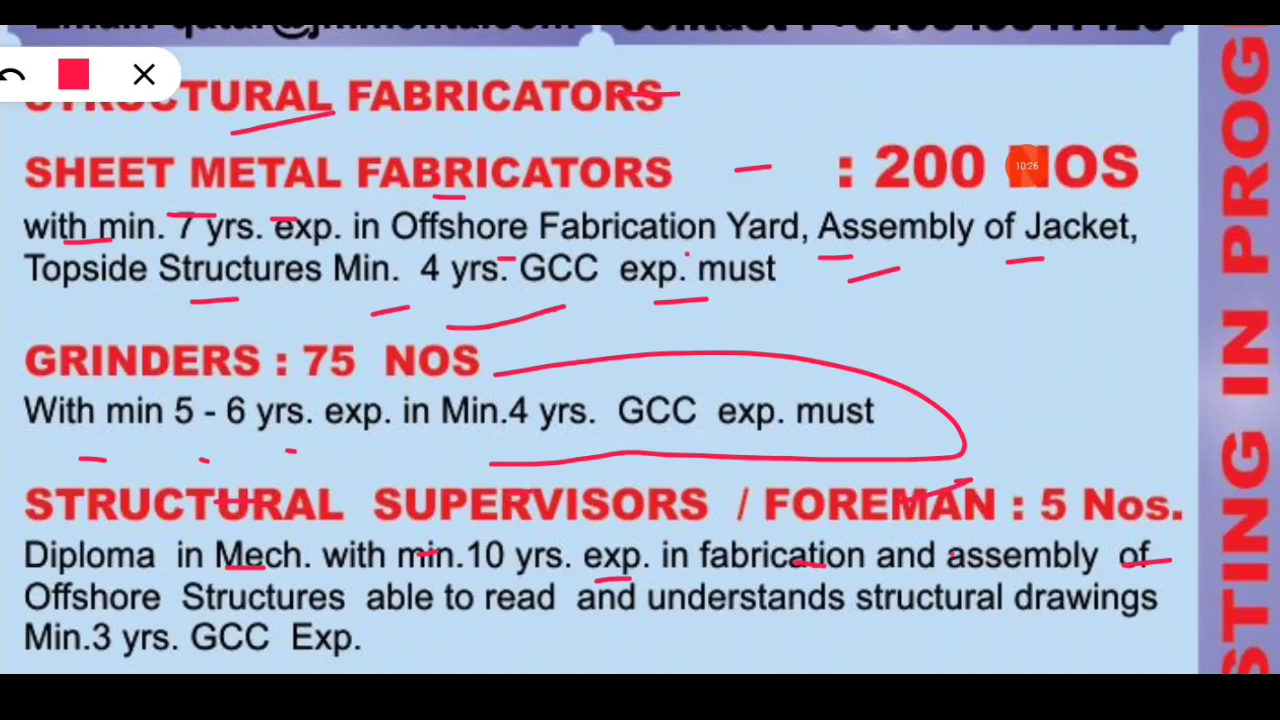 STRUCTURAL FABRICATORS
SHEET METAL FABRICATORS : 200 NOS
10:26
with min. 7 yrs. exp. in Offshore Fabrication Yard, Assembly of Jacket,
Topside Structures Min. 4 yrs. GCC exp. must
GRINDERS : 75 NOS
With min 5 - 6 yrs. exp. in Min.4 yrs. GCC exp. must
STRUCTURAL SUPERVISORS / FOREMAN : 5 Nos.
Diploma in Mech. with min.10 yrs. exp. in fabrication and assembly of
Offshore Structures able to read and understands structural drawings
Min.3 yrs. GCC Exp.
STING IN PROG